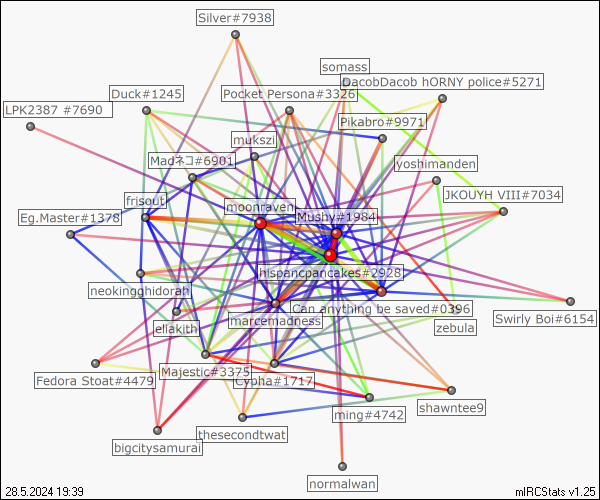 Silver#7938
somass
DacobDacob hORNY police#5271
Duck#1245
Pocket Persona#3326
LPK2387 #7690
Pikabro#9971
mukszi
Madネコ#6901
yoshimanden
JKOUYH VIII#7034
frisout
moonraven
Mushy#1984
Eg.Master#1378
hispancpancakes#2928
neokingghidorah
Can anything be saved#0396
marcemadness
Swirly Boi#6154
eliakith
zebula
Majestic#3375
Fedora Stoat#4479
Cypha#1717
shawntee9
ming#4742
thesecondtwat
bigcitysamurai
normalwan
28.5.2024 19:39
mIRCStats v1.25